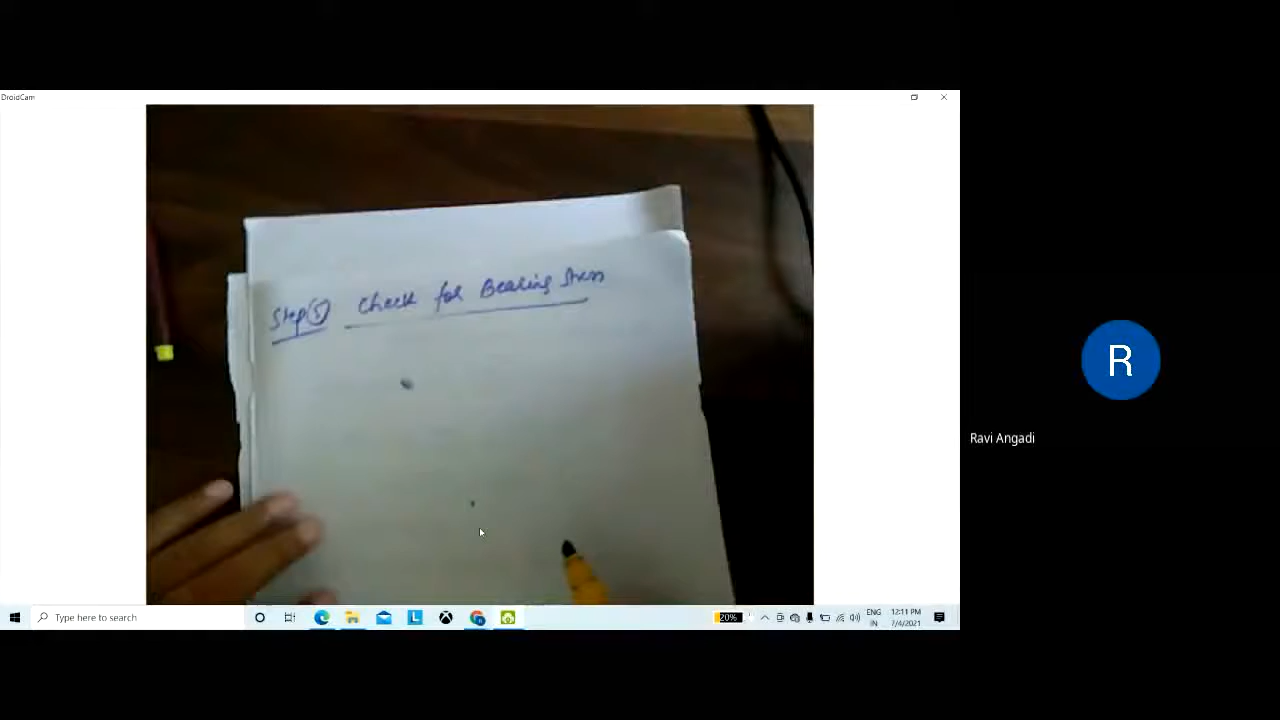 DroidCam
Step (5) Check for Bearing Stress
R
Ravi Angadi
Type here to search
20%
ENG
IN
12:11 PM
7/4/2021